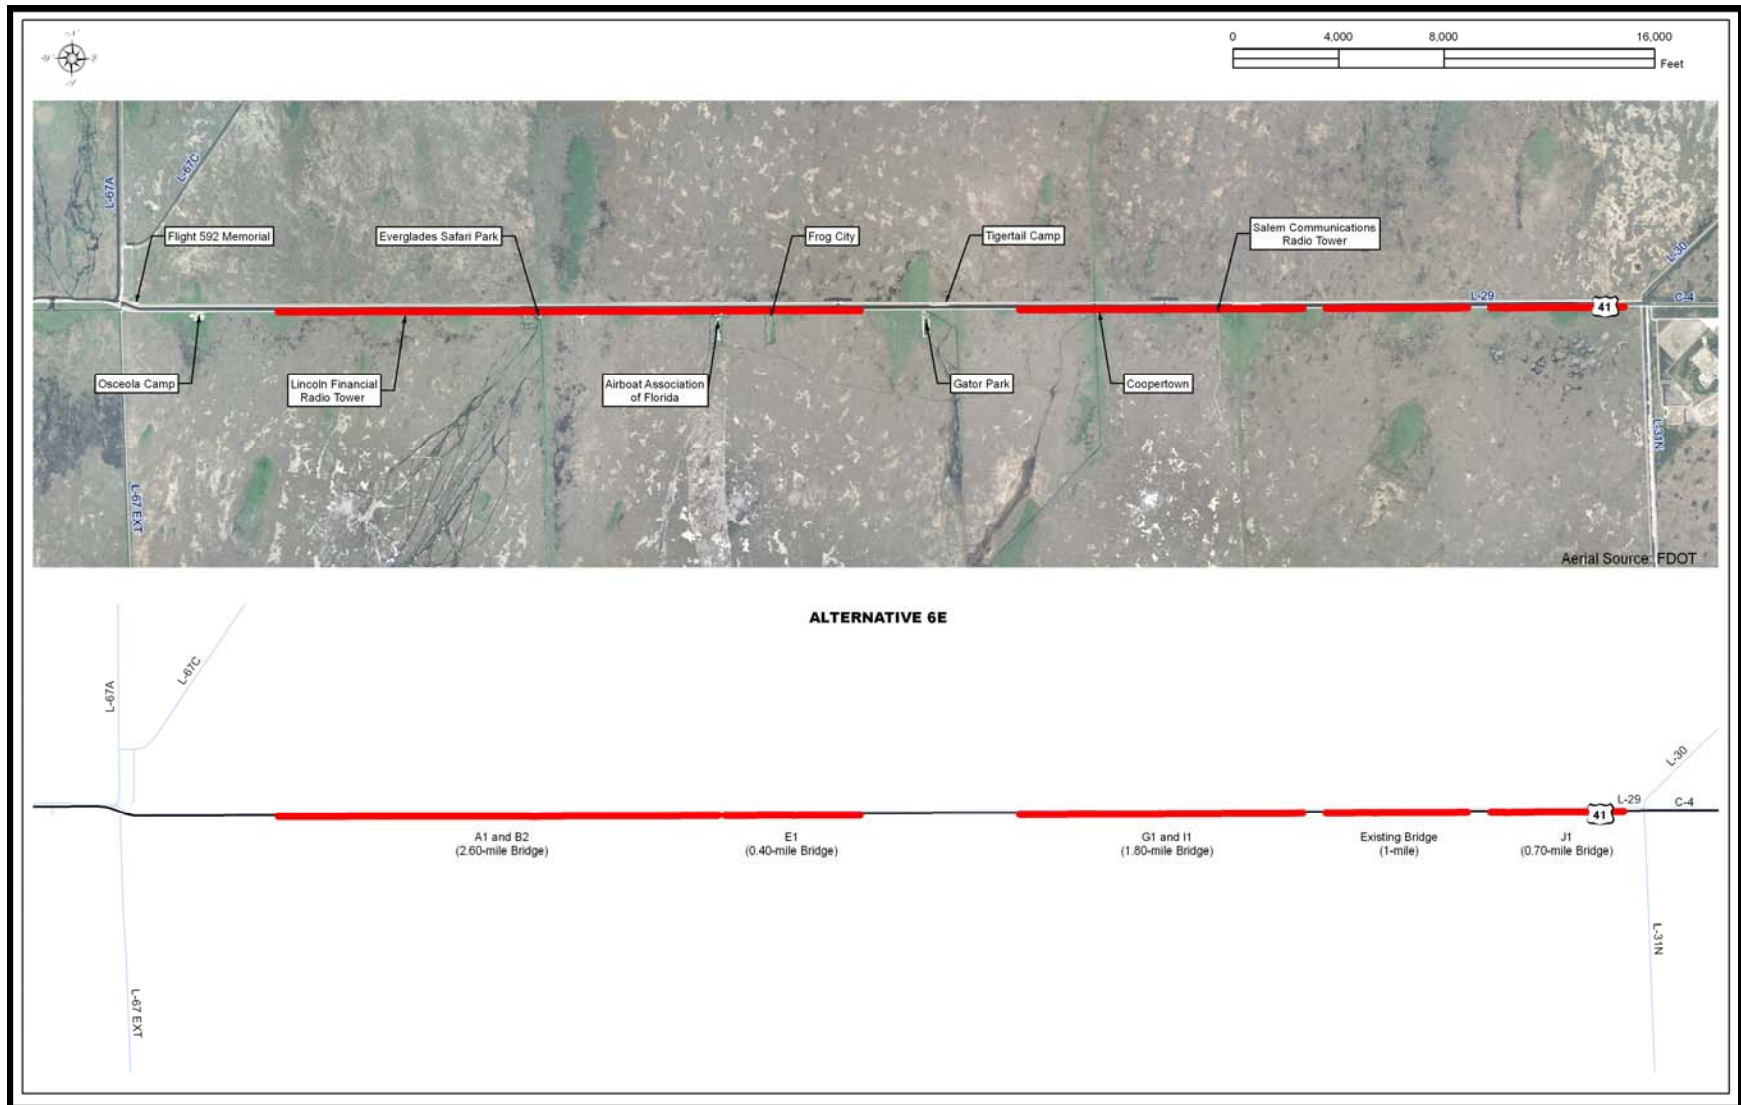 N
W
E
S
0
4,000
8,000
16,000
Feet
L-67A
L-67C
Flight 592 Memorial
Everglades Safari Park
Frog City
Tigertail Camp
Salem Communications
Radio Tower
L-30
L-29
C-4
41
Osceola Camp
Lincoln Financial
Radio Tower
Airboat Association
of Florida
Gator Park
Coopertown
L-31N
L-67 EXT
Aerial Source: FDOT
ALTERNATIVE 6E
L-67A
L-67C
L-30
L-29
C-4
41
A1 and B2
(2.60-mile Bridge)
E1
(0.40-mile Bridge)
G1 and I1
(1.80-mile Bridge)
Existing Bridge
(1-mile)
J1
(0.70-mile Bridge)
L-31N
L-67 EXT